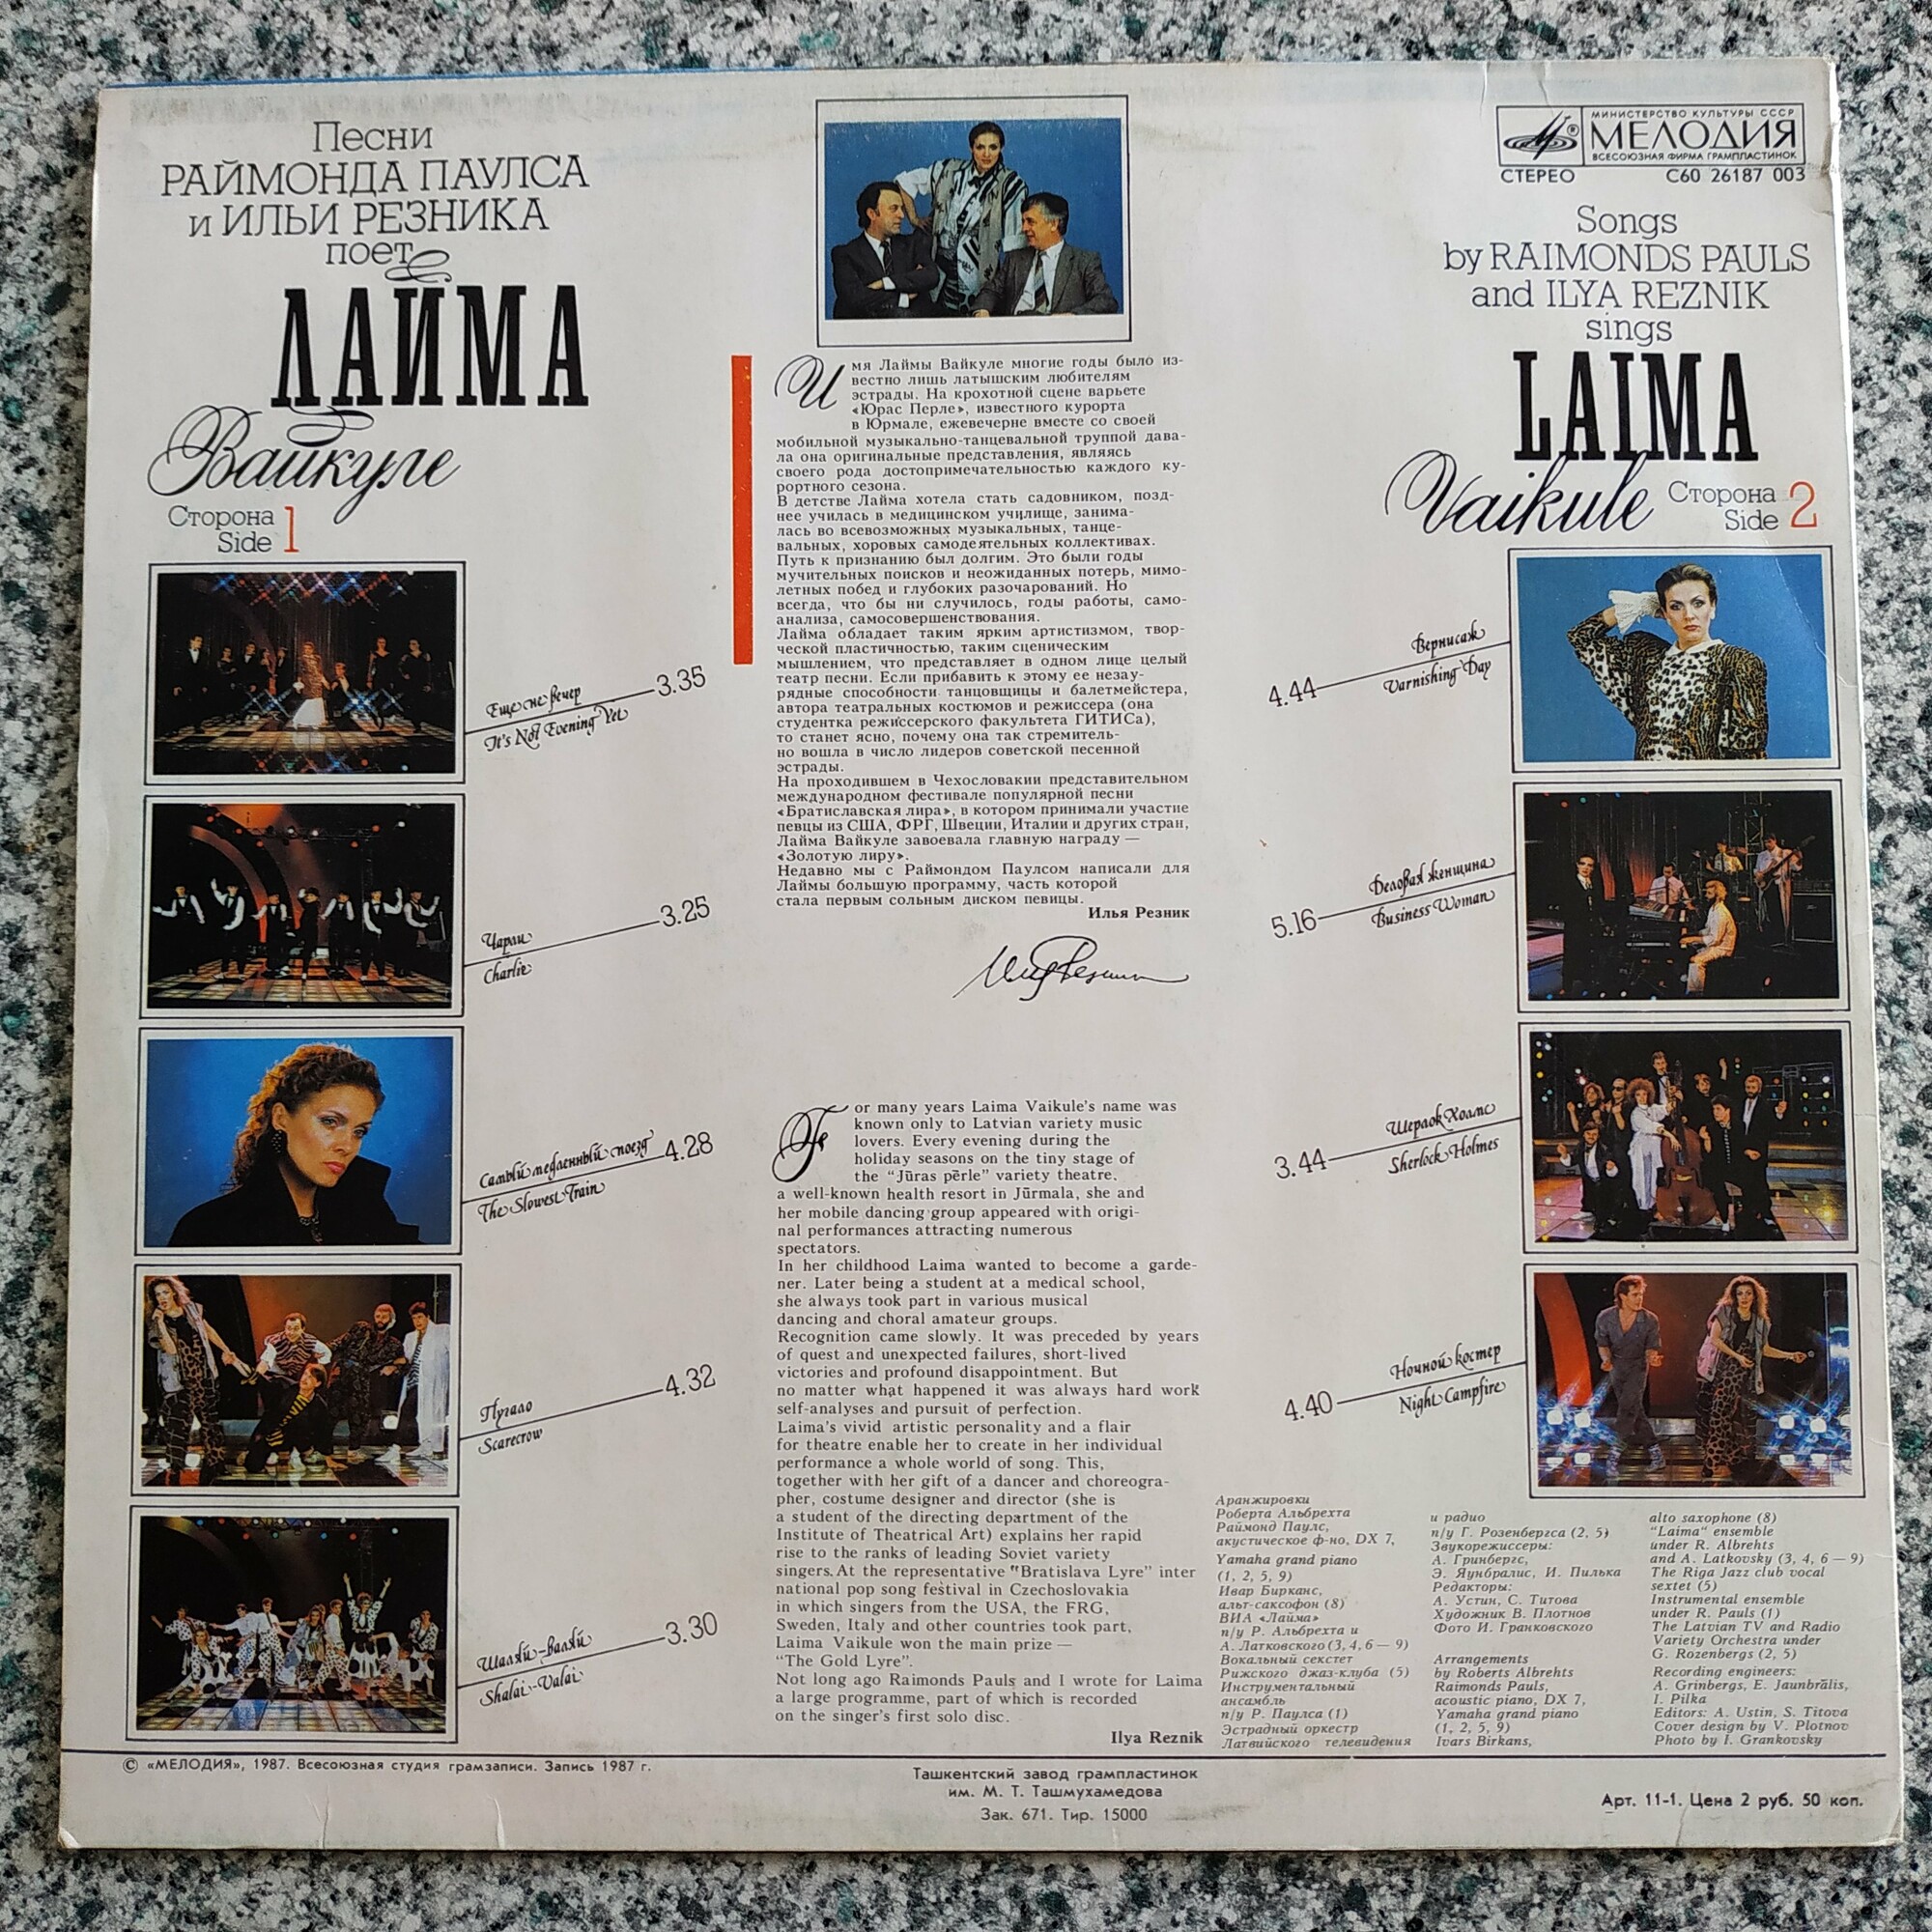 Песни
РАЙМОНДА ПАУЛСА
и ИЛЬИ РЕЗНИКА
поет
ЛАЙМА
Вайкуле
Сторона
Side 1
Еще не вечер
It's Not Evening Yet
3.35
Чарли
Charlie
3.25
Самый медленный поезд
The Slowest Train
4.28
Пугало
Scarecrow
4.32
Шаляй-валяй
Shalai-Valai
3.30
Имя Лаймы Вайкуле многие годы было из-
вестно лишь латышским любителям
эстрады. На крохотной сцене варьете
«Юрас Перле», известного курорта
в Юрмале, ежевечерне вместе со своей
мобильной музыкально-танцевальной труппой дава-
ла она оригинальные представления, являясь
своего рода достопримечательностью каждого ку-
рортного сезона.
В детстве Лайма хотела стать садовником, позд-
нее училась в медицинском училище, занима-
лась во всевозможных музыкальных, танце-
вальных, хоровых самодеятельных коллективах.
Путь к признанию был долгим. Это были годы
мучительных поисков и неожиданных потерь, мимо-
летных побед и глубоких разочарований. Но
всегда, что бы ни случилось, годы работы, само-
анализа, самосовершенствования.
Лайма обладает таким ярким артистизмом, твор-
ческой пластичностью, таким сценическим
мышлением, что представляет в одном лице целый
театр песни. Если прибавить к этому ее незау-
рядные способности танцовщицы и балетмейстера,
автора театральных костюмов и режиссера (она
студентка режиссерского факультета ГИТИСа),
то станет ясно, почему она так стремитель-
но вошла в число лидеров советской песенной
эстрады.
На проходившем в Чехословакии представительном
международном фестивале популярной песни
«Братиславская лира», в котором принимали участие
певцы из США, ФРГ, Швеции, Италии и других стран,
Лайма Вайкуле завоевала главную награду —
«Золотую лиру».
Недавно мы с Раймондом Паулсом написали для
Лаймы большую программу, часть которой
стала первым сольным диском певицы.
Илья Резник
For many years Laima Vaikule's name was
known only to Latvian variety music
lovers. Every evening during the
holiday seasons on the tiny stage of
the "Jūras pērle" variety theatre,
a well-known health resort in Jūrmala, she and
her mobile dancing group appeared with origi-
nal performances attracting numerous
spectators.
In her childhood Laima wanted to become a garde-
ner. Later being a student at a medical school,
she always took part in various musical
dancing and choral amateur groups.
Recognition came slowly. It was preceded by years
of quest and unexpected failures, short-lived
victories and profound disappointment. But
no matter what happened it was always hard work
self-analyses and pursuit of perfection.
Laima's vivid artistic personality and a flair
for theatre enable her to create in her individual
performance a whole world of song. This,
together with her gift of a dancer and choreogra-
pher, costume designer and director (she is
a student of the directing department of the
Institute of Theatrical Art) explains her rapid
rise to the ranks of leading Soviet variety
singers. At the representative "Bratislava Lyre" inter
national pop song festival in Czechoslovakia
in which singers from the USA, the FRG,
Sweden, Italy and other countries took part,
Laima Vaikule won the main prize —
"The Gold Lyre".
Not long ago Raimonds Pauls and I wrote for Laima
a large programme, part of which is recorded
on the singer's first solo disc.
Ilya Reznik
МИНИСТЕРСТВО КУЛЬТУРЫ СССР
МЕЛОДИЯ
ВСЕСОЮЗНАЯ ФИРМА ГРАМПЛАСТИНОК
СТЕРЕО С60 26187 003
Songs
by RAIMONDS PAULS
and ILYA REZNIK
sings
LAIMA
Vaikule
Сторона
Side 2
Вернисаж
Varnishing Day
4.44
Деловая женщина
Business Woman
5.16
Шерлок Холмс
Sherlock Holmes
3.44
Ночной костер
Night Campfire
4.40
Аранжировки
Роберта Альбрехта
Раймонд Паулс,
акустическое ф-но, DX 7,
Yamaha grand piano
(1, 2, 5, 9)
Ивар Бирканс,
альт-саксофон (8)
ВИА «Лайма»
п/у Р. Альбрехта и
А. Латковского (3, 4, 6 — 9)
Вокальный секстет
Рижского джаз-клуба (5)
Инструментальный
ансамбль
п/у Р. Паулса (1)
Эстрадный оркестр
Латвийского телевидения
и радио
п/у Г. Розенбергса (2, 5)
Звукорежиссеры:
А. Гринбергс,
Э. Яунбралис, И. Пилька
Редакторы:
А. Устин, С. Титова
Художник В. Плотнов
Фото И. Гранковского
Arrangements
by Roberts Albrehts
Raimonds Pauls,
acoustic piano, DX 7,
Yamaha grand piano
(1, 2, 5, 9)
Ivars Birkans,
alto saxophone (8)
"Laima" ensemble
under R. Albrehts
and A. Latkovsky (3, 4, 6 — 9)
The Riga Jazz club vocal
sextet (5)
Instrumental ensemble
under R. Pauls (1)
The Latvian TV and Radio
Variety Orchestra under
G. Rozenbergs (2, 5)
Recording engineers:
A. Grinbergs, E. Jaunbrālis,
I. Pilka
Editors: A. Ustin, S. Titova
Cover design by V. Plotnov
Photo by I. Grankovsky
© «МЕЛОДИЯ», 1987. Всесоюзная студия грамзаписи. Запись 1987 г.
Ташкентский завод грампластинок
им. М. Т. Ташмухамедова
Зак. 671. Тир. 15000
Арт. 11-1. Цена 2 руб. 50 коп.